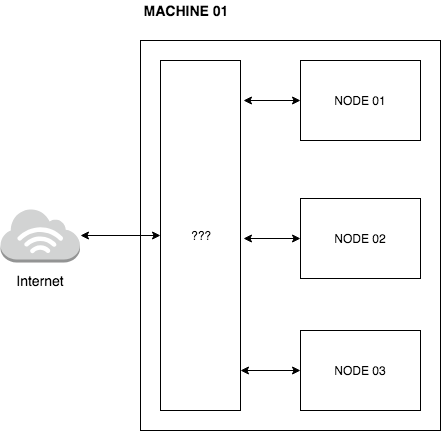 MACHINE 01
NODE 01
???
NODE 02
Internet
NODE 03